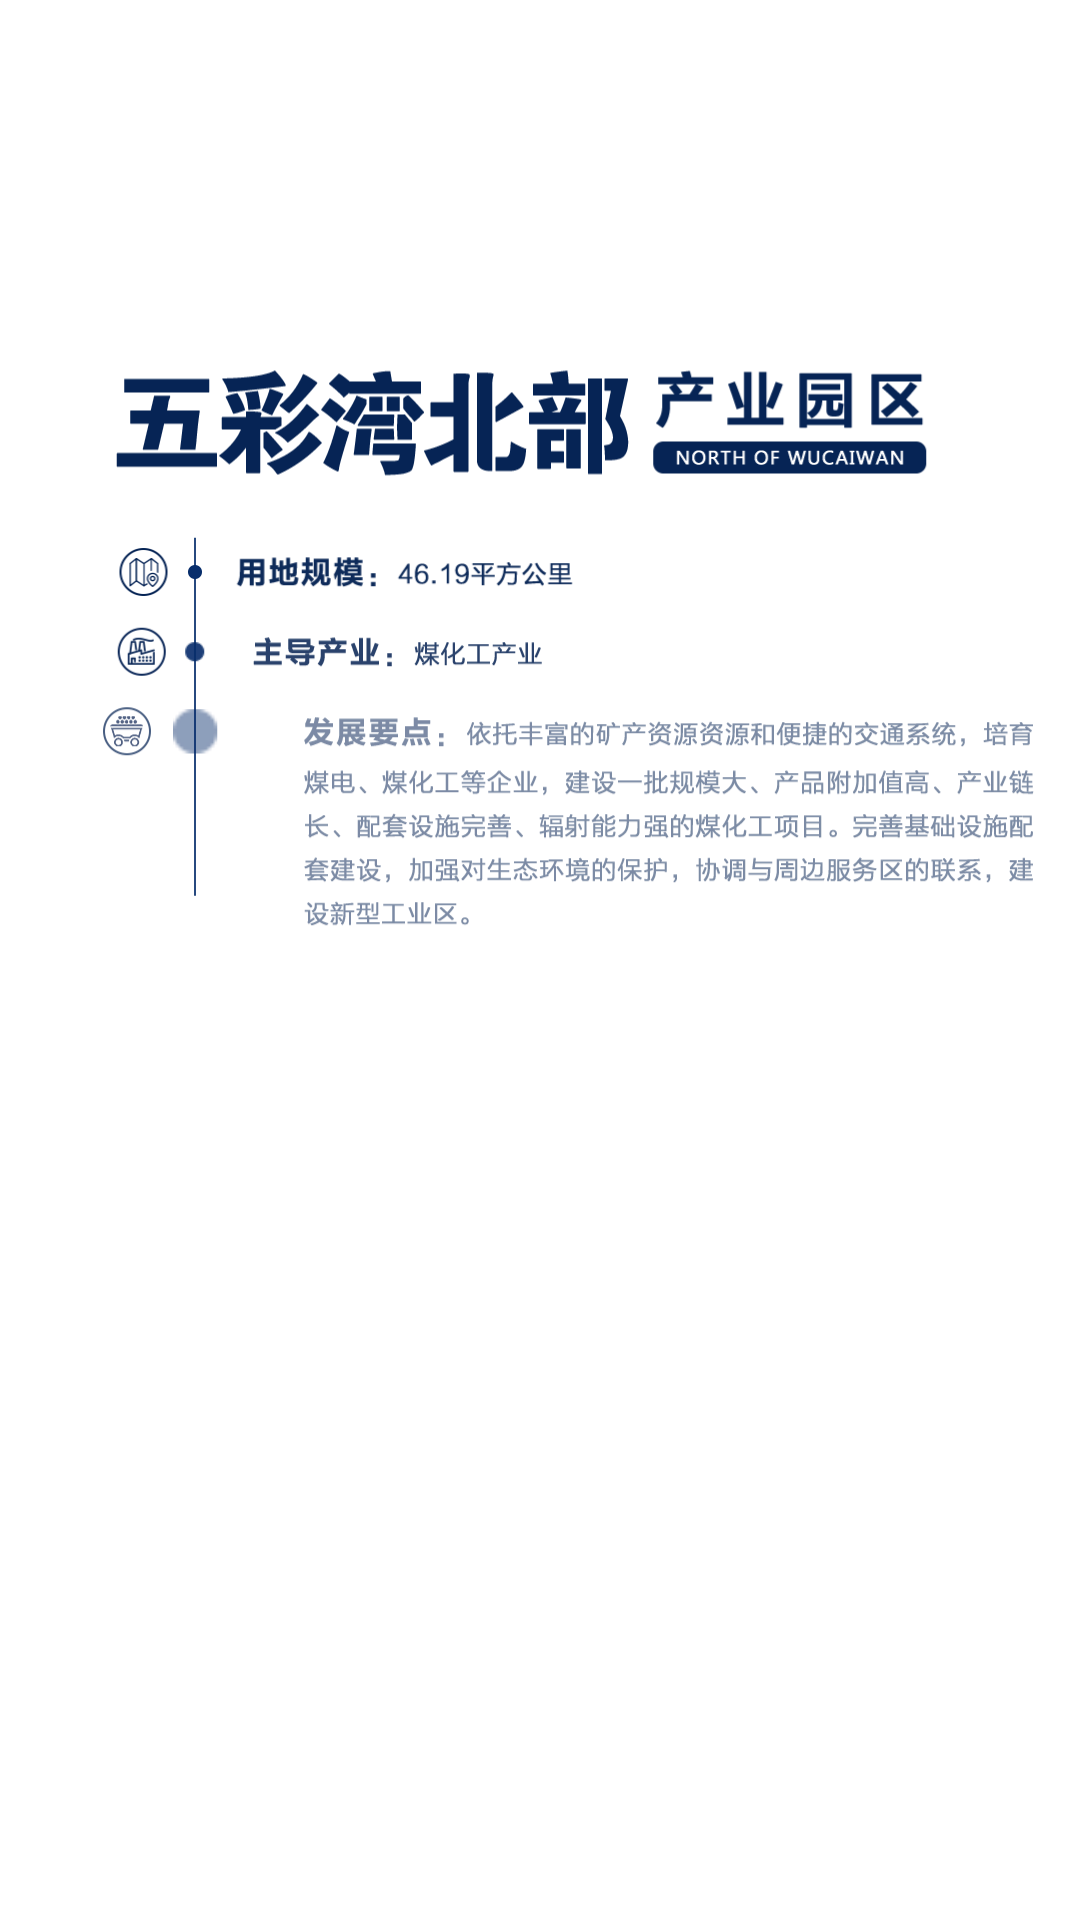 五彩湾北部 产业园区
NORTH OF WUCAIWAN
用地规模：46.19平方公里
主导产业：煤化工产业
发展要点：依托丰富的矿产资源资源和便捷的交通系统，培育
煤电、煤化工等企业，建设一批规模大、产品附加值高、产业链
长、配套设施完善、辐射能力强的煤化工项目。完善基础设施配
套建设，加强对生态环境的保护，协调与周边服务区的联系，建
设新型工业区。